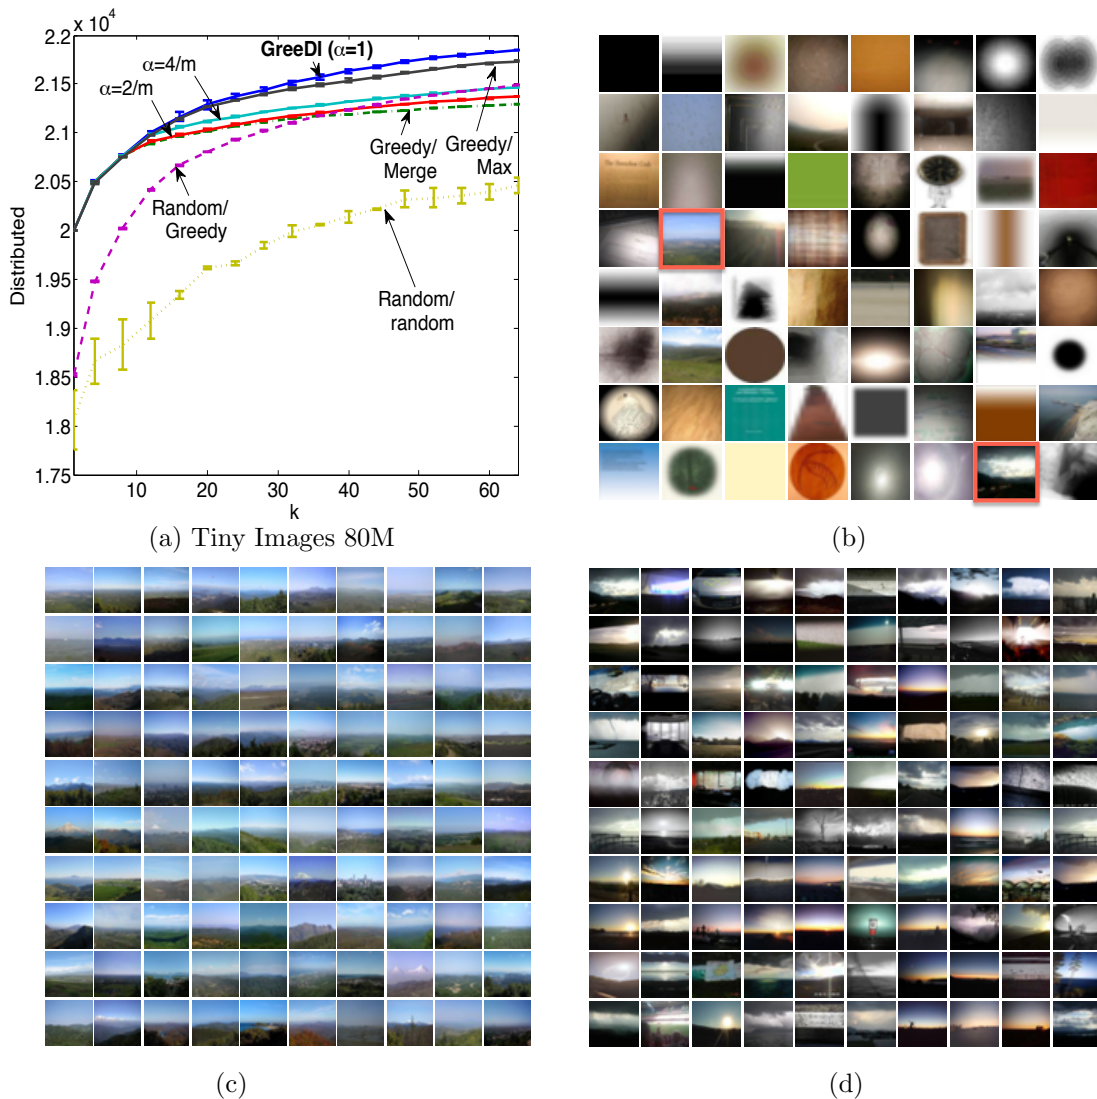 x 10⁴
2.2
2.15
2.1
2.05
2
1.95
1.9
1.85
1.8
1.75
Distributed
GreeDI (α=1)
α=4/m
α=2/m
Greedy/
Merge
Greedy/
Max
Random/
Greedy
Random/
random
10
20
30
40
50
60
k
(a) Tiny Images 80M
(b)
(c)
(d)